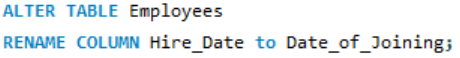 ALTER TABLE Employees
RENAME COLUMN Hire_Date to Date_of_Joining;